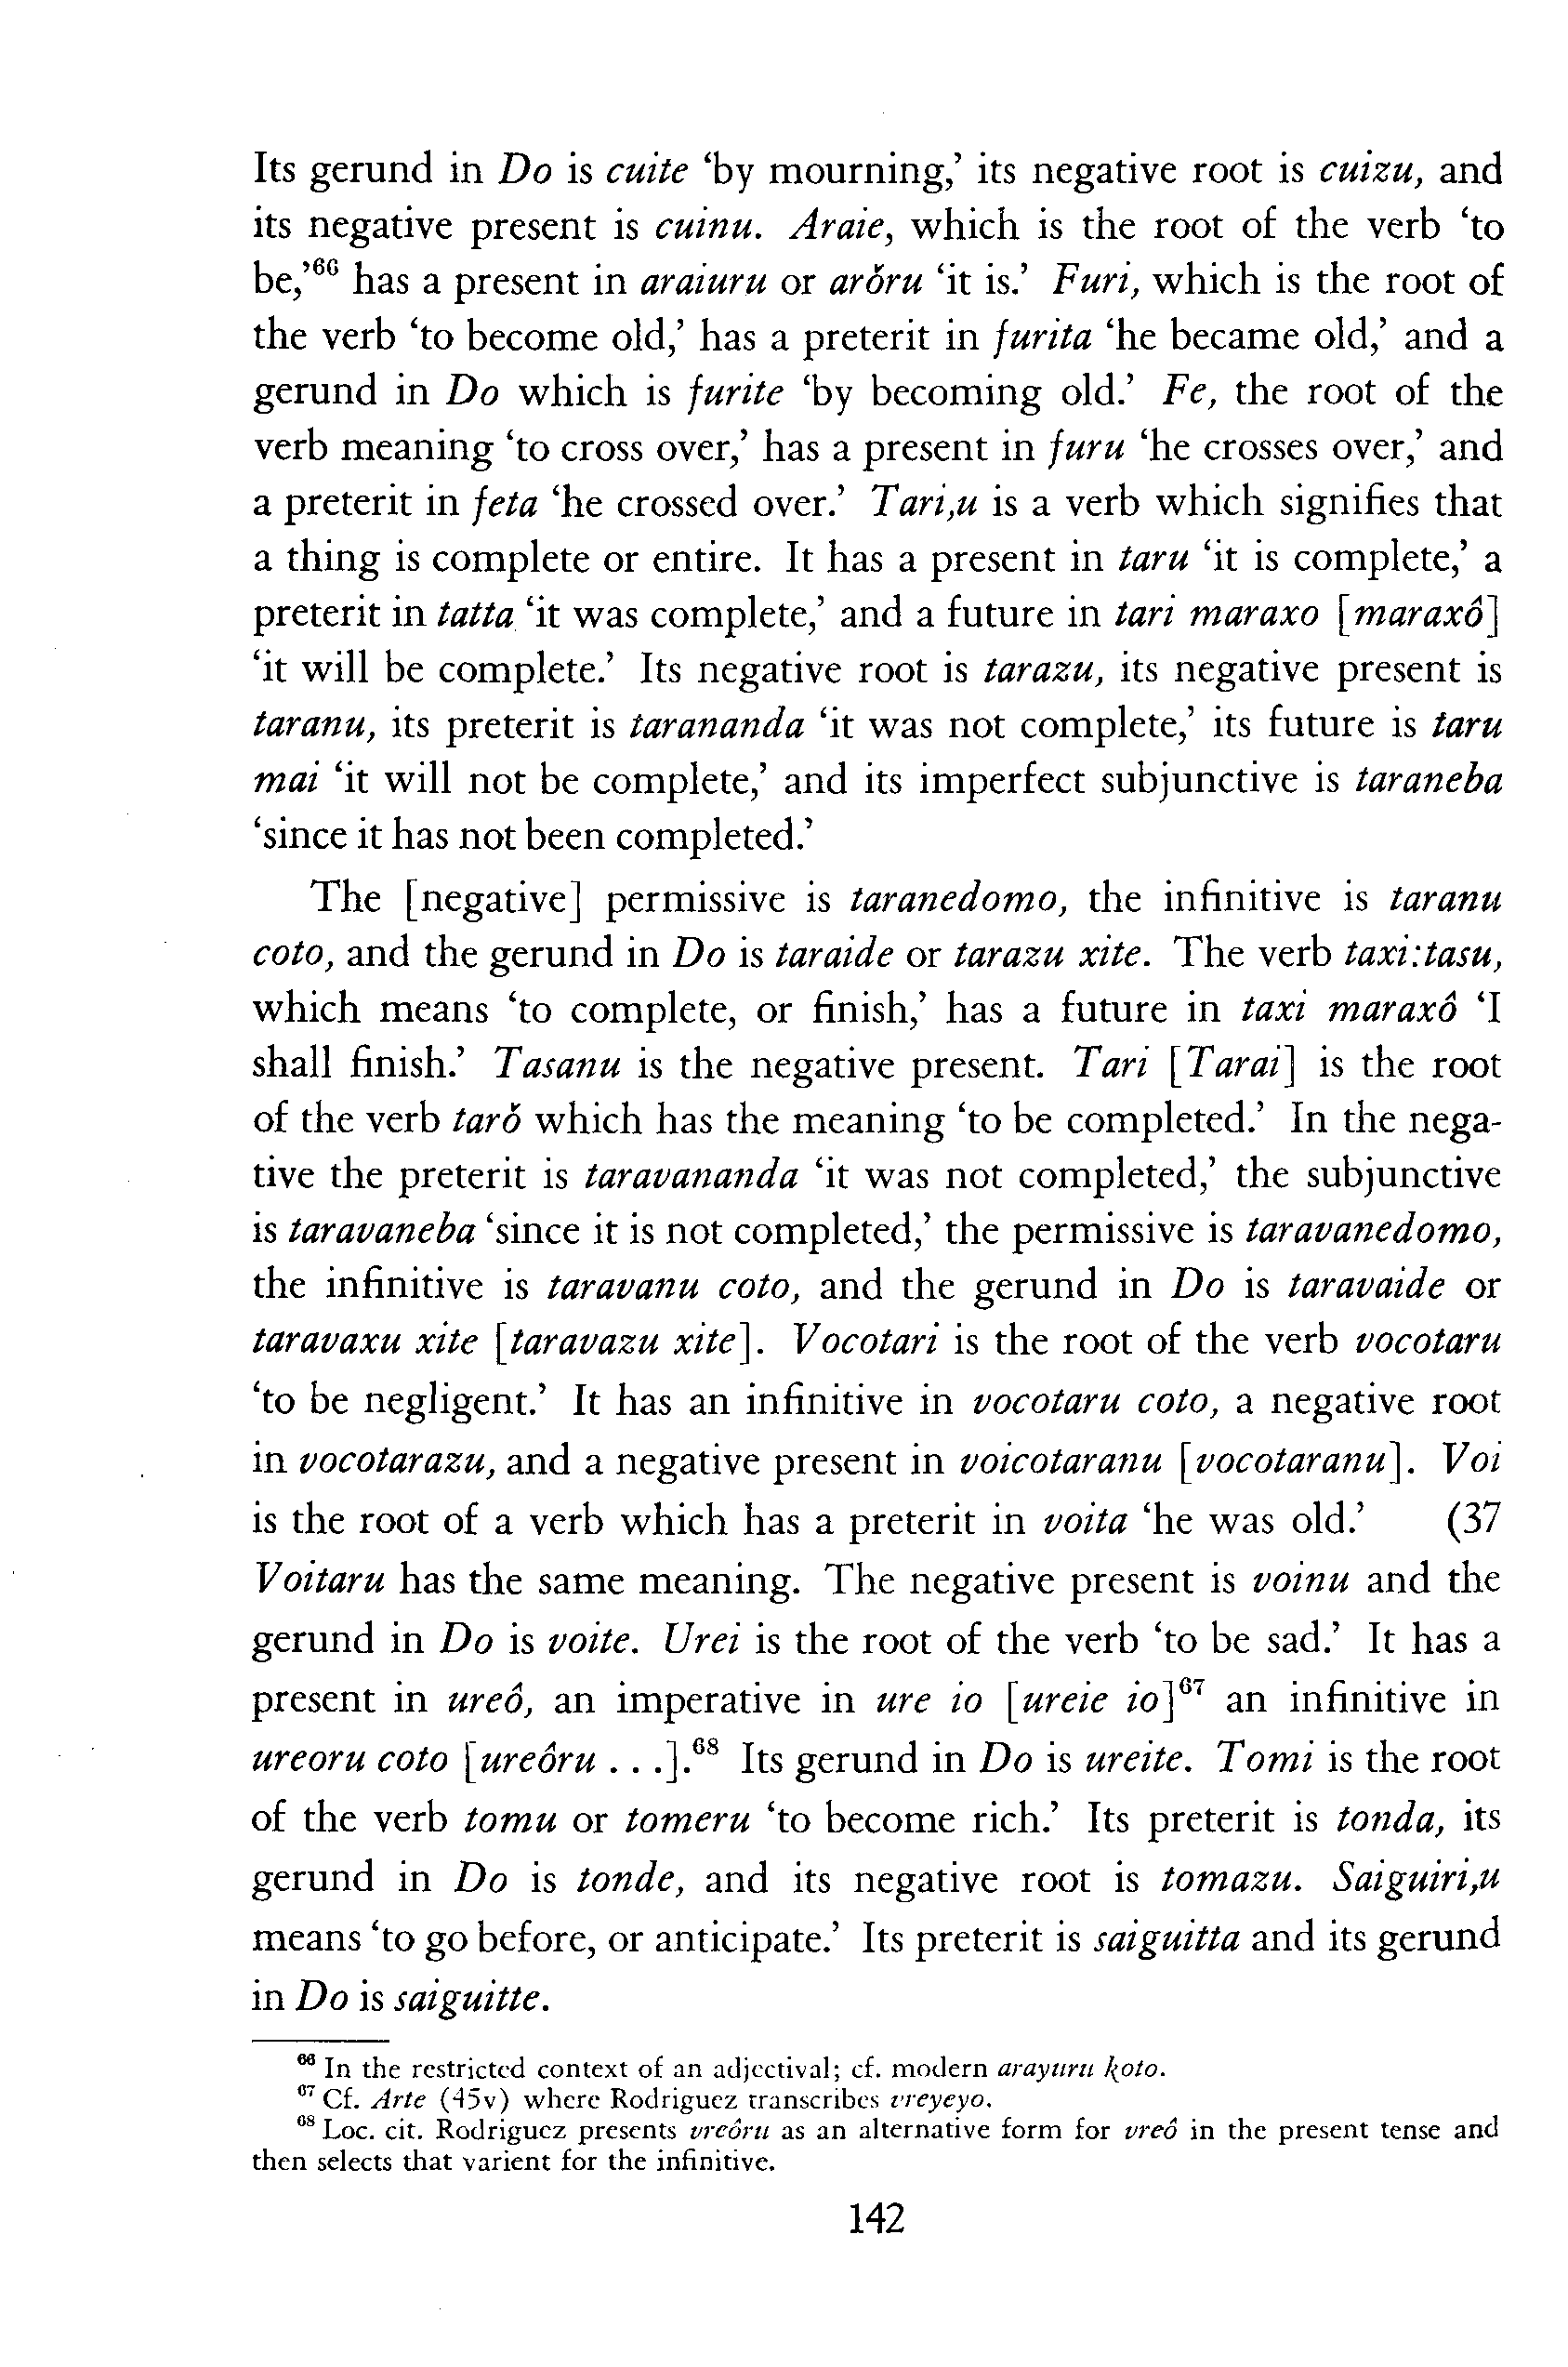 Its gerund in Do is cuite ‘by mourning,’ its negative root is cuizu, and
its negative present is cuinu. Araie, which is the root of the verb ‘to
be,’66 has a present in araiuru or arŏru ‘it is.’ Furi, which is the root of
the verb ‘to become old,’ has a preterit in furita ‘he became old,’ and a
gerund in Do which is furite ‘by becoming old.’ Fe, the root of the
verb meaning ‘to cross over,’ has a present in furu ‘he crosses over,’ and
a preterit in feta ‘he crossed over.’ Tari,u is a verb which signifies that
a thing is complete or entire. It has a present in taru ‘it is complete,’ a
preterit in tatta ‘it was complete,’ and a future in tari maraxo [maraxô]
‘it will be complete.’ Its negative root is tarazu, its negative present is
taranu, its preterit is tarananda ‘it was not complete,’ its future is taru
mai ‘it will not be complete,’ and its imperfect subjunctive is taraneba
‘since it has not been completed.’
The [negative] permissive is taranedomo, the infinitive is taranu
coto, and the gerund in Do is taraide or tarazu xite. The verb taxi:tasu,
which means ‘to complete, or finish,’ has a future in taxi maraxô ‘I
shall finish.’ Tasanu is the negative present. Tari [Tarai] is the root
of the verb tarŏ which has the meaning ‘to be completed.’ In the nega-
tive the preterit is taravananda ‘it was not completed,’ the subjunctive
is taravaneba ‘since it is not completed,’ the permissive is taravanedomo,
the infinitive is taravanu coto, and the gerund in Do is taravaide or
taravaxu xite [taravazu xite]. Vocotari is the root of the verb vocotaru
‘to be negligent.’ It has an infinitive in vocotaru coto, a negative root
in vocotarazu, and a negative present in voicotaranu [vocotaranu]. Voi
is the root of a verb which has a preterit in voita ‘he was old.’ (37
Voitaru has the same meaning. The negative present is voinu and the
gerund in Do is voite. Urei is the root of the verb ‘to be sad.’ It has a
present in ureô, an imperative in ure io [ureie io]67 an infinitive in
ureoru coto [ureôru . . .].68 Its gerund in Do is ureite. Tomi is the root
of the verb tomu or tomeru ‘to become rich.’ Its preterit is tonda, its
gerund in Do is tonde, and its negative root is tomazu. Saiguiri,u
means ‘to go before, or anticipate.’ Its preterit is saiguitta and its gerund
in Do is saiguitte.
66 In the restricted context of an adjectival; cf. modern arayuru koto.
67 Cf. Arte (45v) where Rodriguez transcribes vreyeyo.
68 Loc. cit. Rodriguez presents vreôru as an alternative form for vreô in the present tense and
then selects that varient for the infinitive.
142